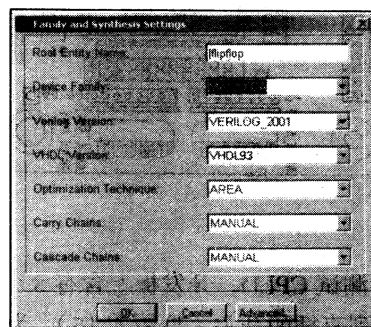 Family and Synthesis Settings
Root Entity Name: flipflop
Device Family:
Verilog Version: VERILOG_2001
VHDL Version: VHDL93
Optimization Technique: AREA
Carry Chains: MANUAL
Cascade Chains: MANUAL
OK Cancel Advanced...